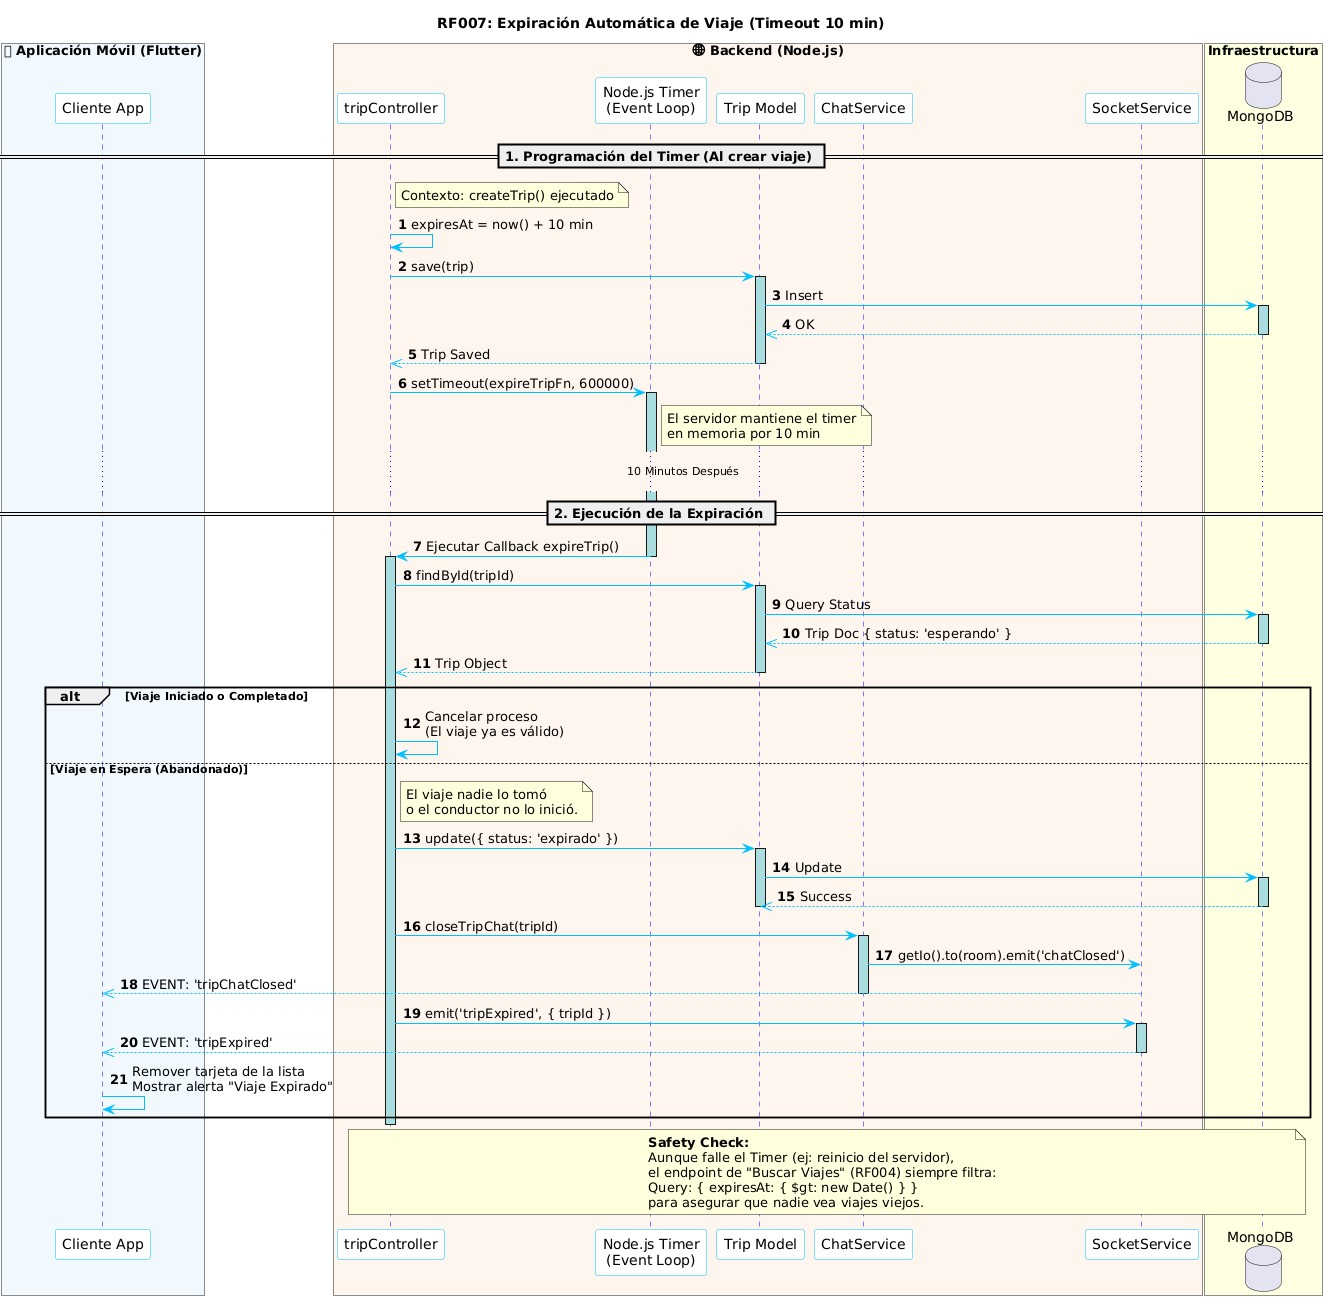 RF007: Expiración Automática de Viaje (Timeout 10 min)
Aplicación Móvil (Flutter)
Backend (Node.js)
Infraestructura
Cliente App
tripController
Node.js Timer
(Event Loop)
Trip Model
ChatService
SocketService
MongoDB
1. Programación del Timer (Al crear viaje)
Contexto: createTrip() ejecutado
1 expiresAt = now() + 10 min
2 save(trip)
3 Insert
4 OK
5 Trip Saved
6 setTimeout(expireTripFn, 600000)
El servidor mantiene el timer
en memoria por 10 min
10 Minutos Después
2. Ejecución de la Expiración
7 Ejecutar Callback expireTrip()
8 findById(tripId)
9 Query Status
10 Trip Doc { status: 'esperando' }
11 Trip Object
alt [Viaje Iniciado o Completado]
12 Cancelar proceso
(El viaje ya es válido)
[Viaje en Espera (Abandonado)]
El viaje nadie lo tomó
o el conductor no lo inició.
13 update({ status: 'expirado' })
14 Update
15 Success
16 closeTripChat(tripId)
17 getIo().to(room).emit('chatClosed')
18 EVENT: 'tripChatClosed'
19 emit('tripExpired', { tripId })
20 EVENT: 'tripExpired'
21 Remover tarjeta de la lista
Mostrar alerta "Viaje Expirado"
Safety Check:
Aunque falle el Timer (ej: reinicio del servidor),
el endpoint de "Buscar Viajes" (RF004) siempre filtra:
Query: { expiresAt: { $gt: new Date() } }
para asegurar que nadie vea viajes viejos.
Cliente App
tripController
Node.js Timer
(Event Loop)
Trip Model
ChatService
SocketService
MongoDB